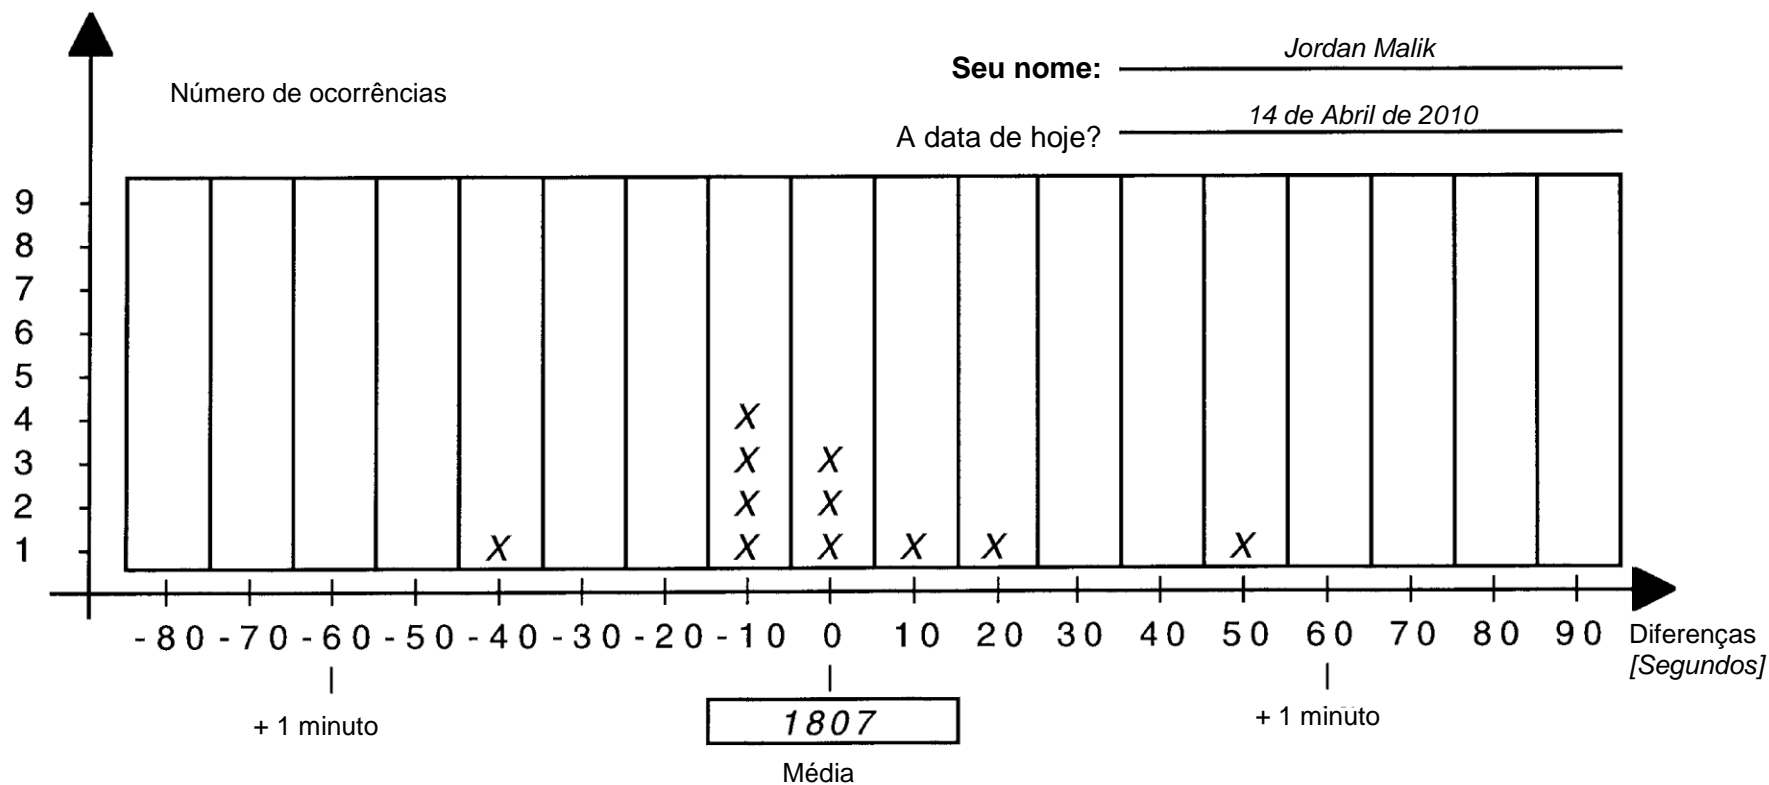 Jordan Malik
Seu nome:
Número de ocorrências
14 de Abril de 2010
A data de hoje?
9
8
7
6
5
4 X
3 X X
2 X X
1 X X X X X X
-80 -70 -60 -50 -40 -30 -20 -10 0 10 20 30 40 50 60 70 80 90 Diferenças
[Segundos]
+ 1 minuto 1807 + 1 minuto
Média